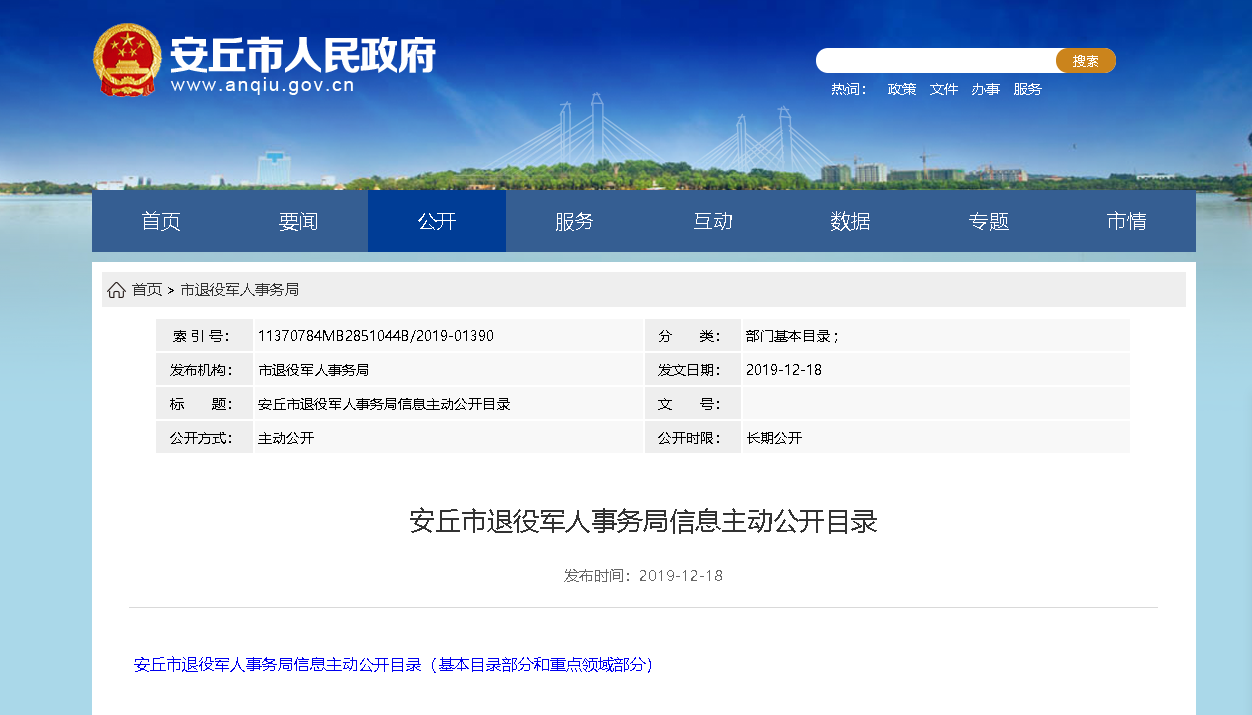 安丘市人民政府
www.anqiu.gov.cn
搜索
热词： 政策 文件 办事 服务
首页 要闻 公开 服务 互动 数据 专题 市情
首页 > 市退役军人事务局
索 引 号： 11370784MB2851044B/2019-01390 分　　类： 部门基本目录 ;
发布机构： 市退役军人事务局 发文日期： 2019-12-18
标　　题： 安丘市退役军人事务局信息主动公开目录 文　　号：
公开方式： 主动公开 公开时限： 长期公开
安丘市退役军人事务局信息主动公开目录
发布时间：2019-12-18
安丘市退役军人事务局信息主动公开目录（基本目录部分和重点领域部分）